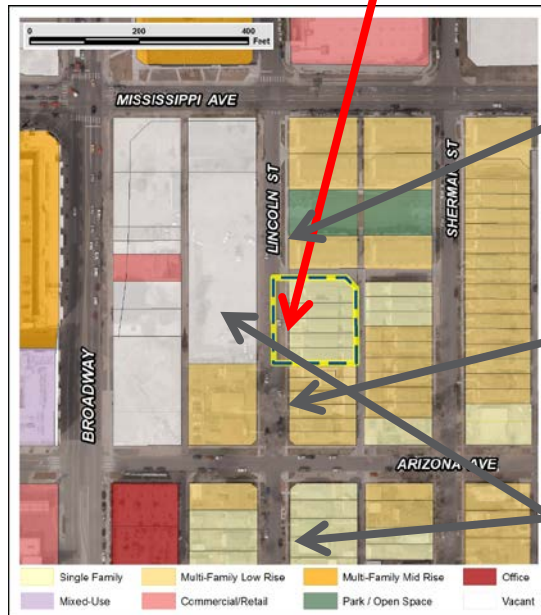 0 200 400
Feet
MISSISSIPPI AVE
LINCOLN ST
SHERMAN ST
BROADWAY
ARIZONA AVE
Single Family Multi-Family Low Rise Multi-Family Mid Rise Office
Mixed-Use Commercial/Retail Park / Open Space Vacant